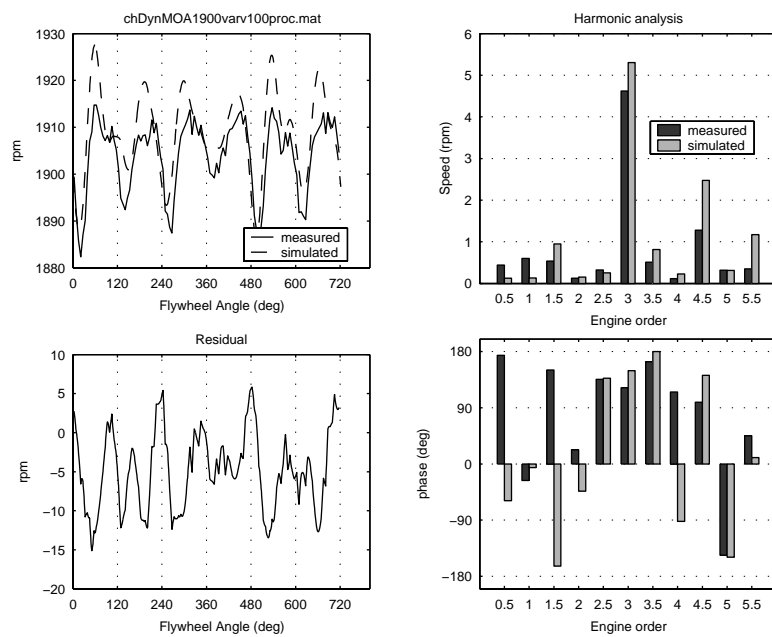 chDynMOA1900varv100proc.mat
1930
1920
1910
1900
1890
1880
rpm
measured
simulated
0 120 240 360 480 600 720
Flywheel Angle (deg)
Harmonic analysis
6
5
4
3
2
1
0
Speed (rpm)
measured
simulated
0.5 1 1.5 2 2.5 3 3.5 4 4.5 5 5.5
Engine order
Residual
10
5
0
−5
−10
−15
−20
rpm
0 120 240 360 480 600 720
Flywheel Angle (deg)
180
90
0
−90
−180
phase (deg)
0.5 1 1.5 2 2.5 3 3.5 4 4.5 5 5.5
Engine order